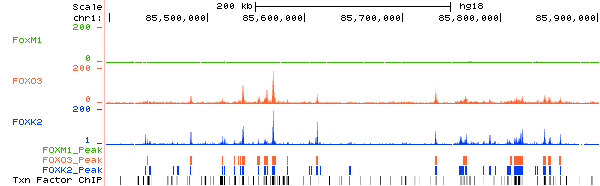 Scale 200 kb hg18
chr1: 85,500,000 85,600,000 85,700,000 85,800,000 85,900,000
200
FoxM1
0
200
FOXO3
0
200
FOXK2
1
FOXM1_Peak
FOXO3_Peak
FOXK2_Peak
Txn Factor ChIP